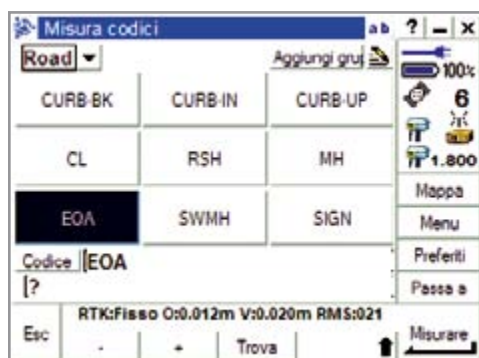 Misura codici ab ? – x
Road Aggiungi gru
100%
CURB-BK CURB-IN CURB-UP
6
CL RSH MH
1.800
Mappa
EOA SWMH SIGN
Menu
Codice EOA
Preferiti
?
Passa a
RTK:Fisso O:0.012m V:0.020m RMS:021
Esc - + Trova
Misurare